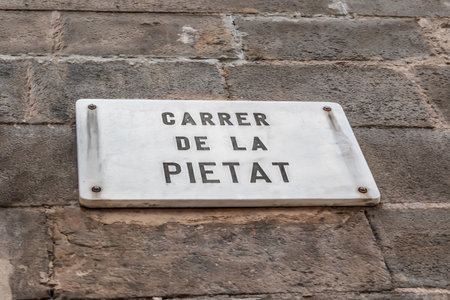 CARRER
DE LA
PIETAT